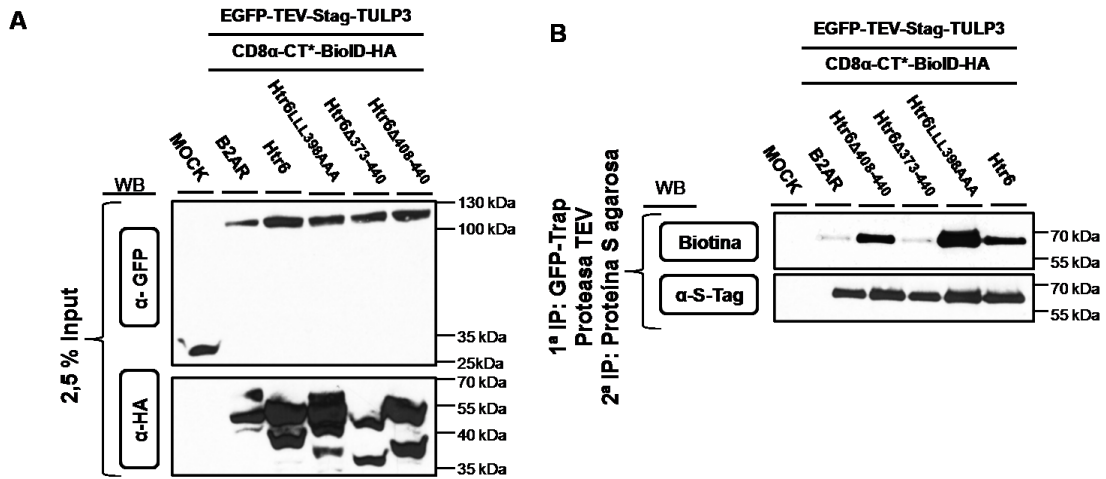 A
EGFP-TEV-Stag-TULP3
CD8α-CT*-BioID-HA
MOCK
B2AR
Htr6
Htr6LLL398AAA
Htr6Δ373-440
Htr6Δ408-440
WB
2,5 % Input
α- GFP
130 kDa
100 kDa
35 kDa
25kDa
α-HA
70 kDa
55 kDa
40 kDa
35 kDa
B
EGFP-TEV-Stag-TULP3
CD8α-CT*-BioID-HA
MOCK
B2AR
Htr6Δ408-440
Htr6Δ373-440
Htr6LLL398AAA
Htr6
WB
1ª IP: GFP-Trap
Proteasa TEV
2ª IP: Proteína S agarosa
Biotina
70 kDa
55 kDa
α-S-Tag
70 kDa
55 kDa